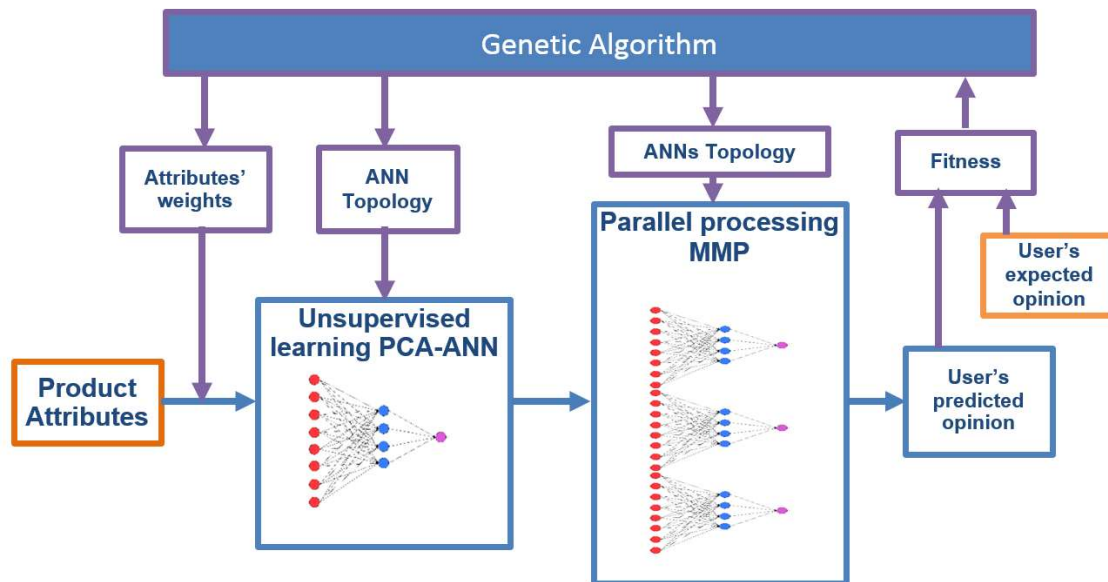 Genetic Algorithm
Attributes'
weights
ANN
Topology
ANNs Topology
Fitness
User's
expected
opinion
Product
Attributes
Unsupervised
learning PCA-ANN
Parallel processing
MMP
User's
predicted
opinion